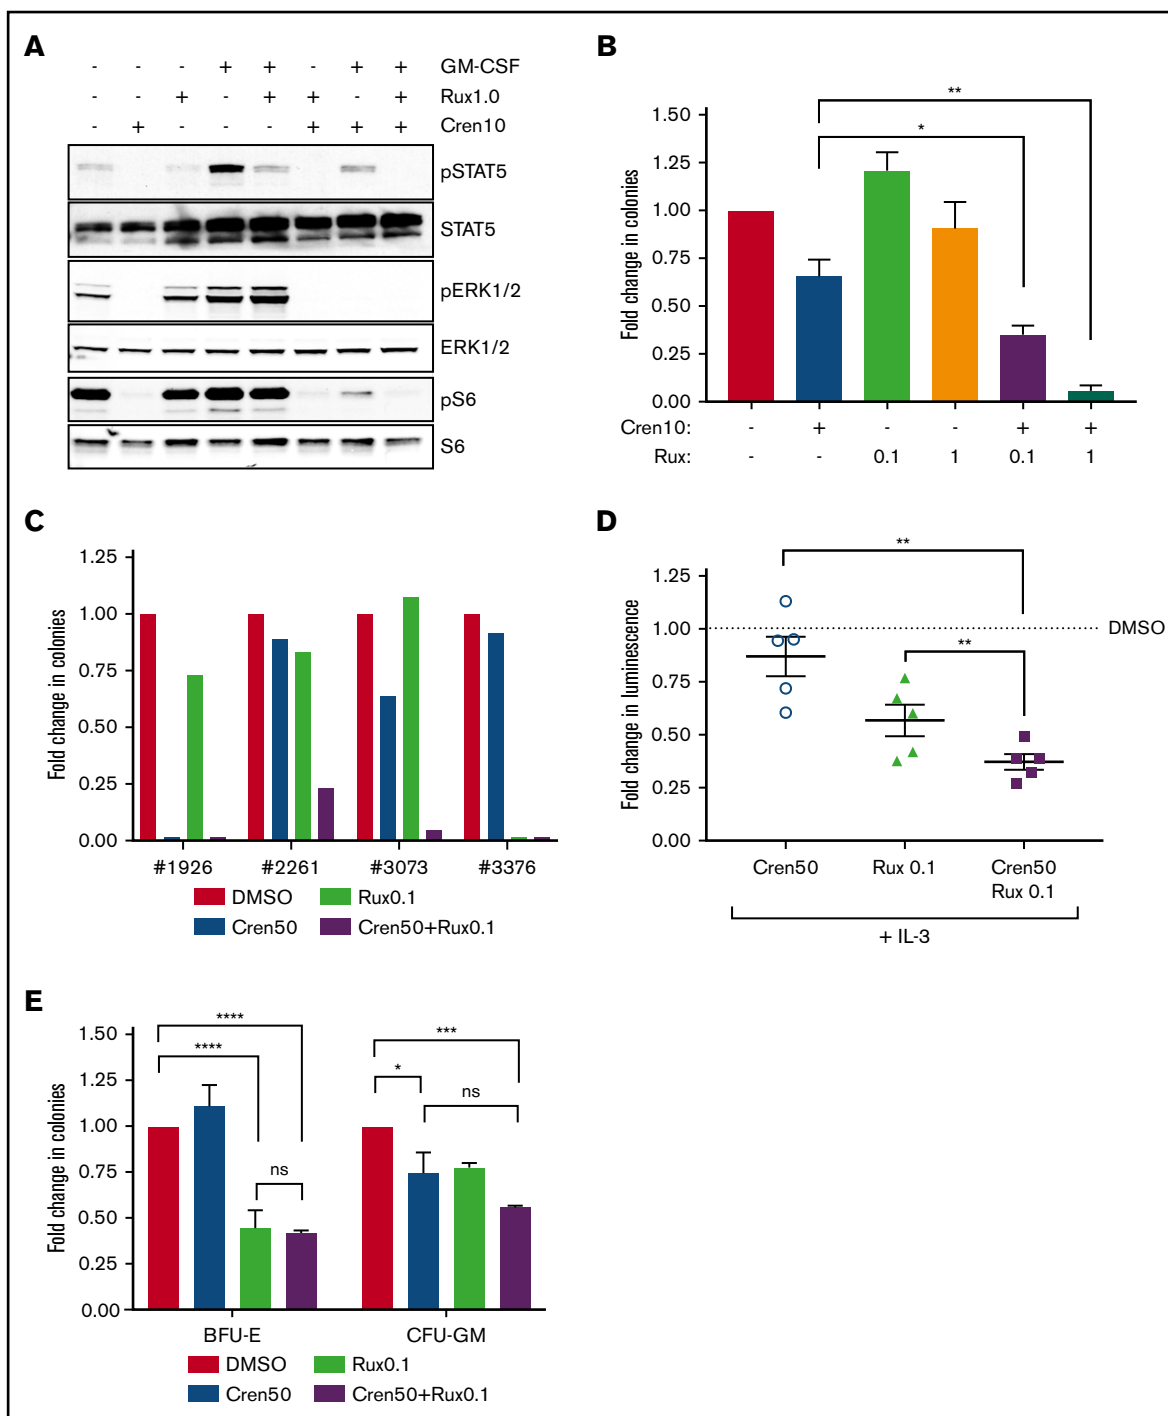 A
- - - + + - + + GM-CSF
- - + - + + - + Rux1.0
- + - - - + + + Cren10
pSTAT5
STAT5
pERK1/2
ERK1/2
pS6
S6
B
**
*
Fold change in colonies
1.50
1.25
1.00
0.75
0.50
0.25
0.00
Cren10: - + - - + +
Rux: - - 0.1 1 0.1 1
C
Fold change in colonies
1.25
1.00
0.75
0.50
0.25
0.00
#1926 #2261 #3073 #3376
DMSO Rux0.1
Cren50 Cren50+Rux0.1
D
**
**
Fold change in luminescence
1.25
1.00
0.75
0.50
0.25
0.00
DMSO
Cren50 Rux 0.1 Cren50
Rux 0.1
+ IL-3
E
Fold change in colonies
1.50
1.25
1.00
0.75
0.50
0.25
0.00
****
****
ns
***
*
ns
BFU-E CFU-GM
DMSO Rux0.1
Cren50 Cren50+Rux0.1